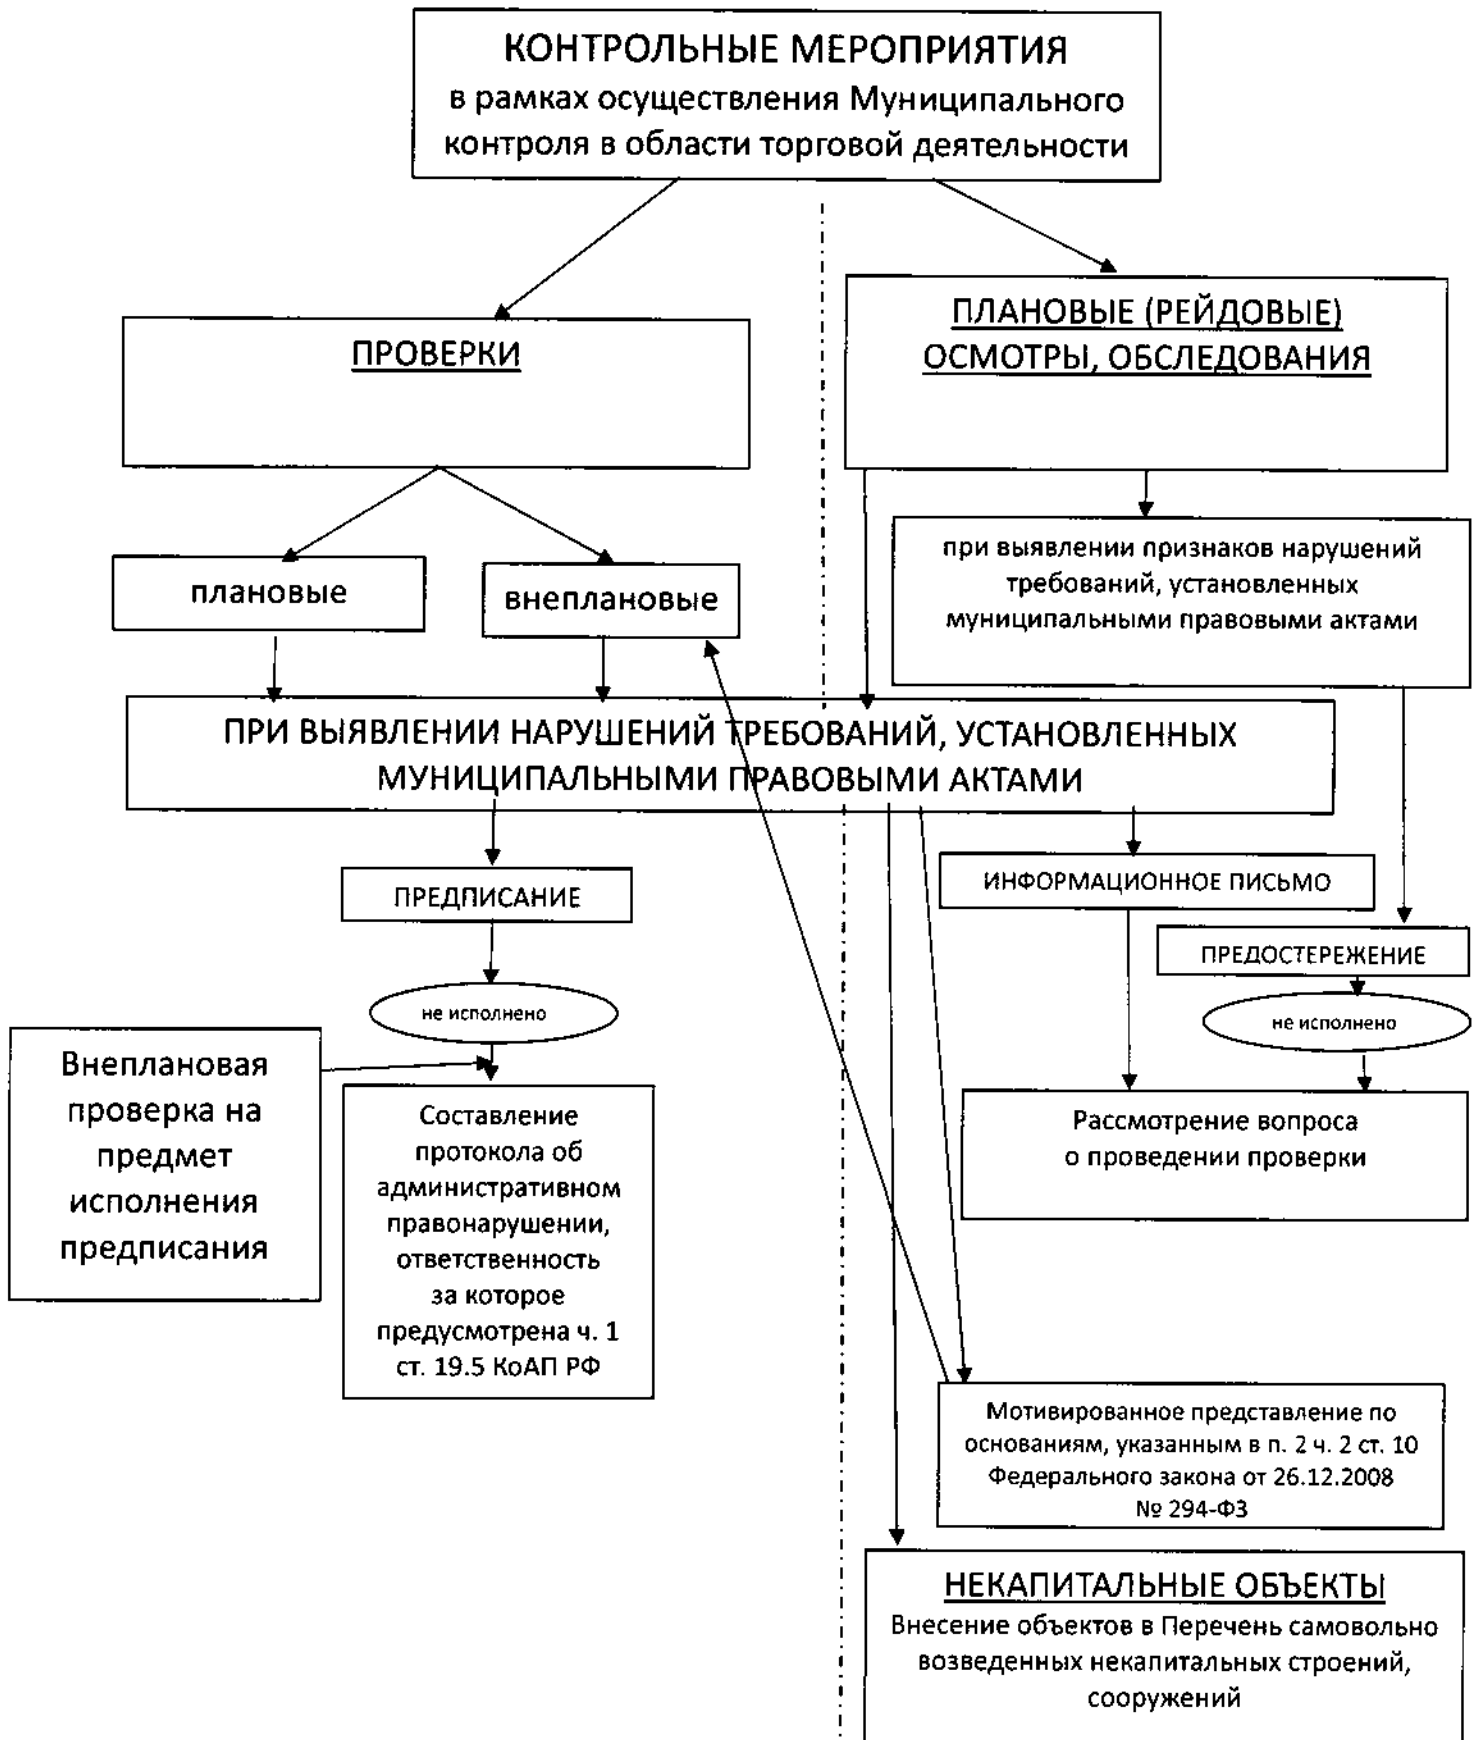 КОНТРОЛЬНЫЕ МЕРОПРИЯТИЯ
в рамках осуществления Муниципального
контроля в области торговой деятельности
ПРОВЕРКИ
ПЛАНОВЫЕ (РЕЙДОВЫЕ)
ОСМОТРЫ, ОБСЛЕДОВАНИЯ
плановые
внеплановые
при выявлении признаков нарушений
требований, установленных
муниципальными правовыми актами
ПРИ ВЫЯВЛЕНИИ НАРУШЕНИЙ ТРЕБОВАНИЙ, УСТАНОВЛЕННЫХ
МУНИЦИПАЛЬНЫМИ ПРАВОВЫМИ АКТАМИ
ПРЕДПИСАНИЕ
не исполнено
Внеплановая
проверка на
предмет
исполнения
предписания
Составление
протокола об
административном
правонарушении,
ответственность
за которое
предусмотрена ч. 1
ст. 19.5 КоАП РФ
ИНФОРМАЦИОННОЕ ПИСЬМО
ПРЕДОСТЕРЕЖЕНИЕ
не исполнено
Рассмотрение вопроса
о проведении проверки
Мотивированное представление по
основаниям, указанным в п. 2 ч. 2 ст. 10
Федерального закона от 26.12.2008
№ 294-ФЗ
НЕКАПИТАЛЬНЫЕ ОБЪЕКТЫ
Внесение объектов в Перечень самовольно
возведенных некапитальных строений,
сооружений